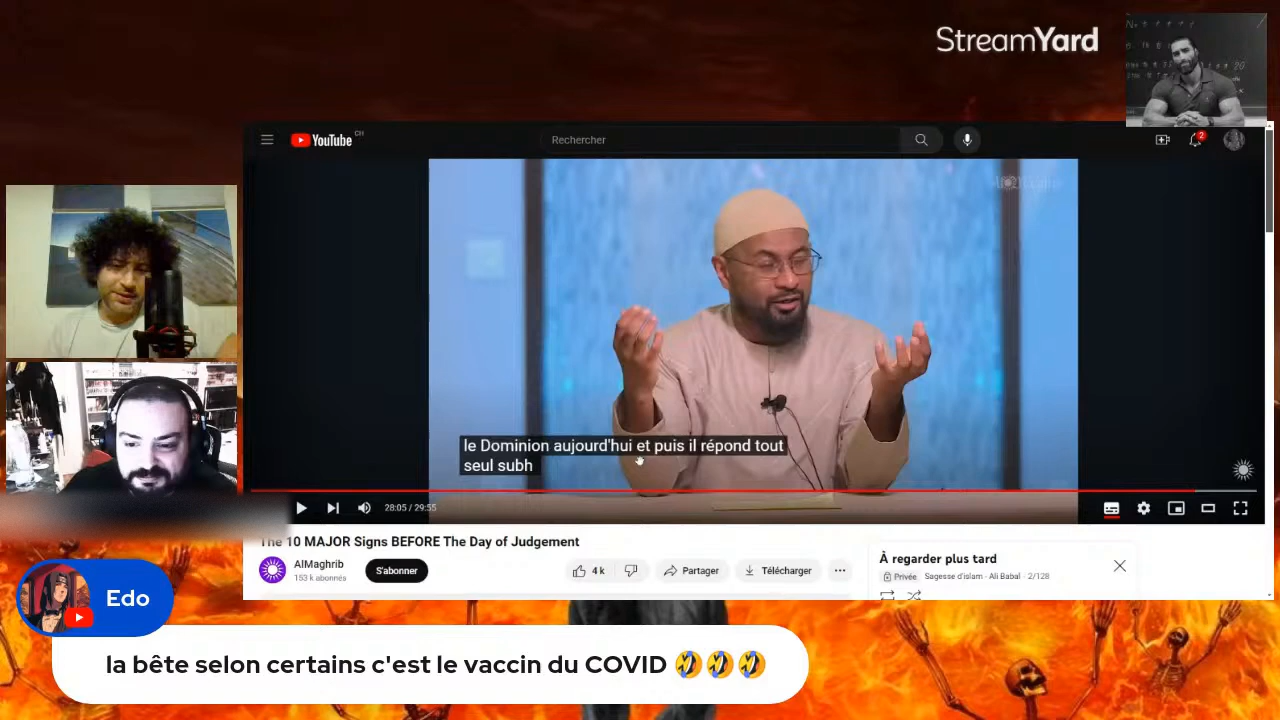 StreamYard
YouTube CH
Rechercher
2
le Dominion aujourd'hui et puis il répond tout
seul subh
28:05 / 29:55
The 10 MAJOR Signs BEFORE The Day of Judgement
AlMaghrib
153 k abonnés
S'abonner
4 k
Partager
Télécharger
À regarder plus tard
Privée
Sagesse d'islam - Ali Babal - 2/128
Edo
la bête selon certains c'est le vaccin du COVID 🤣🤣🤣